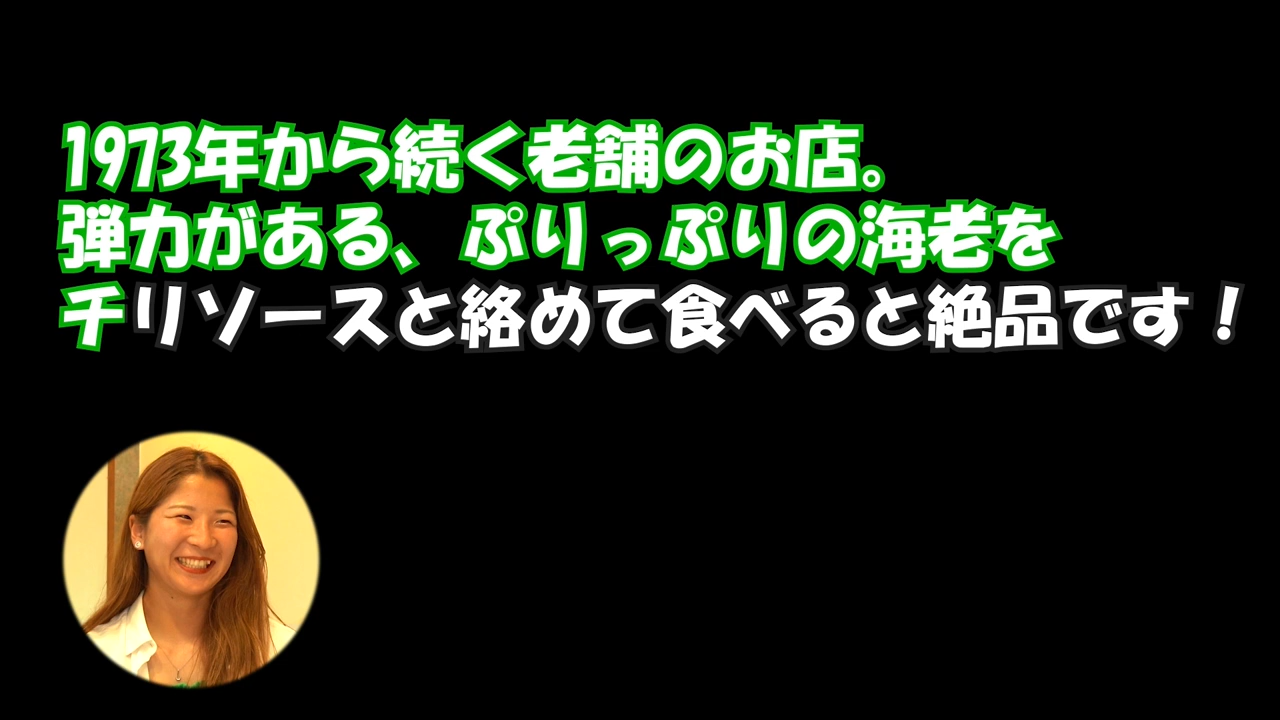 1973年から続く老舗のお店。
弾力がある、ぷりっぷりの海老を
チリソースと絡めて食べると絶品です！